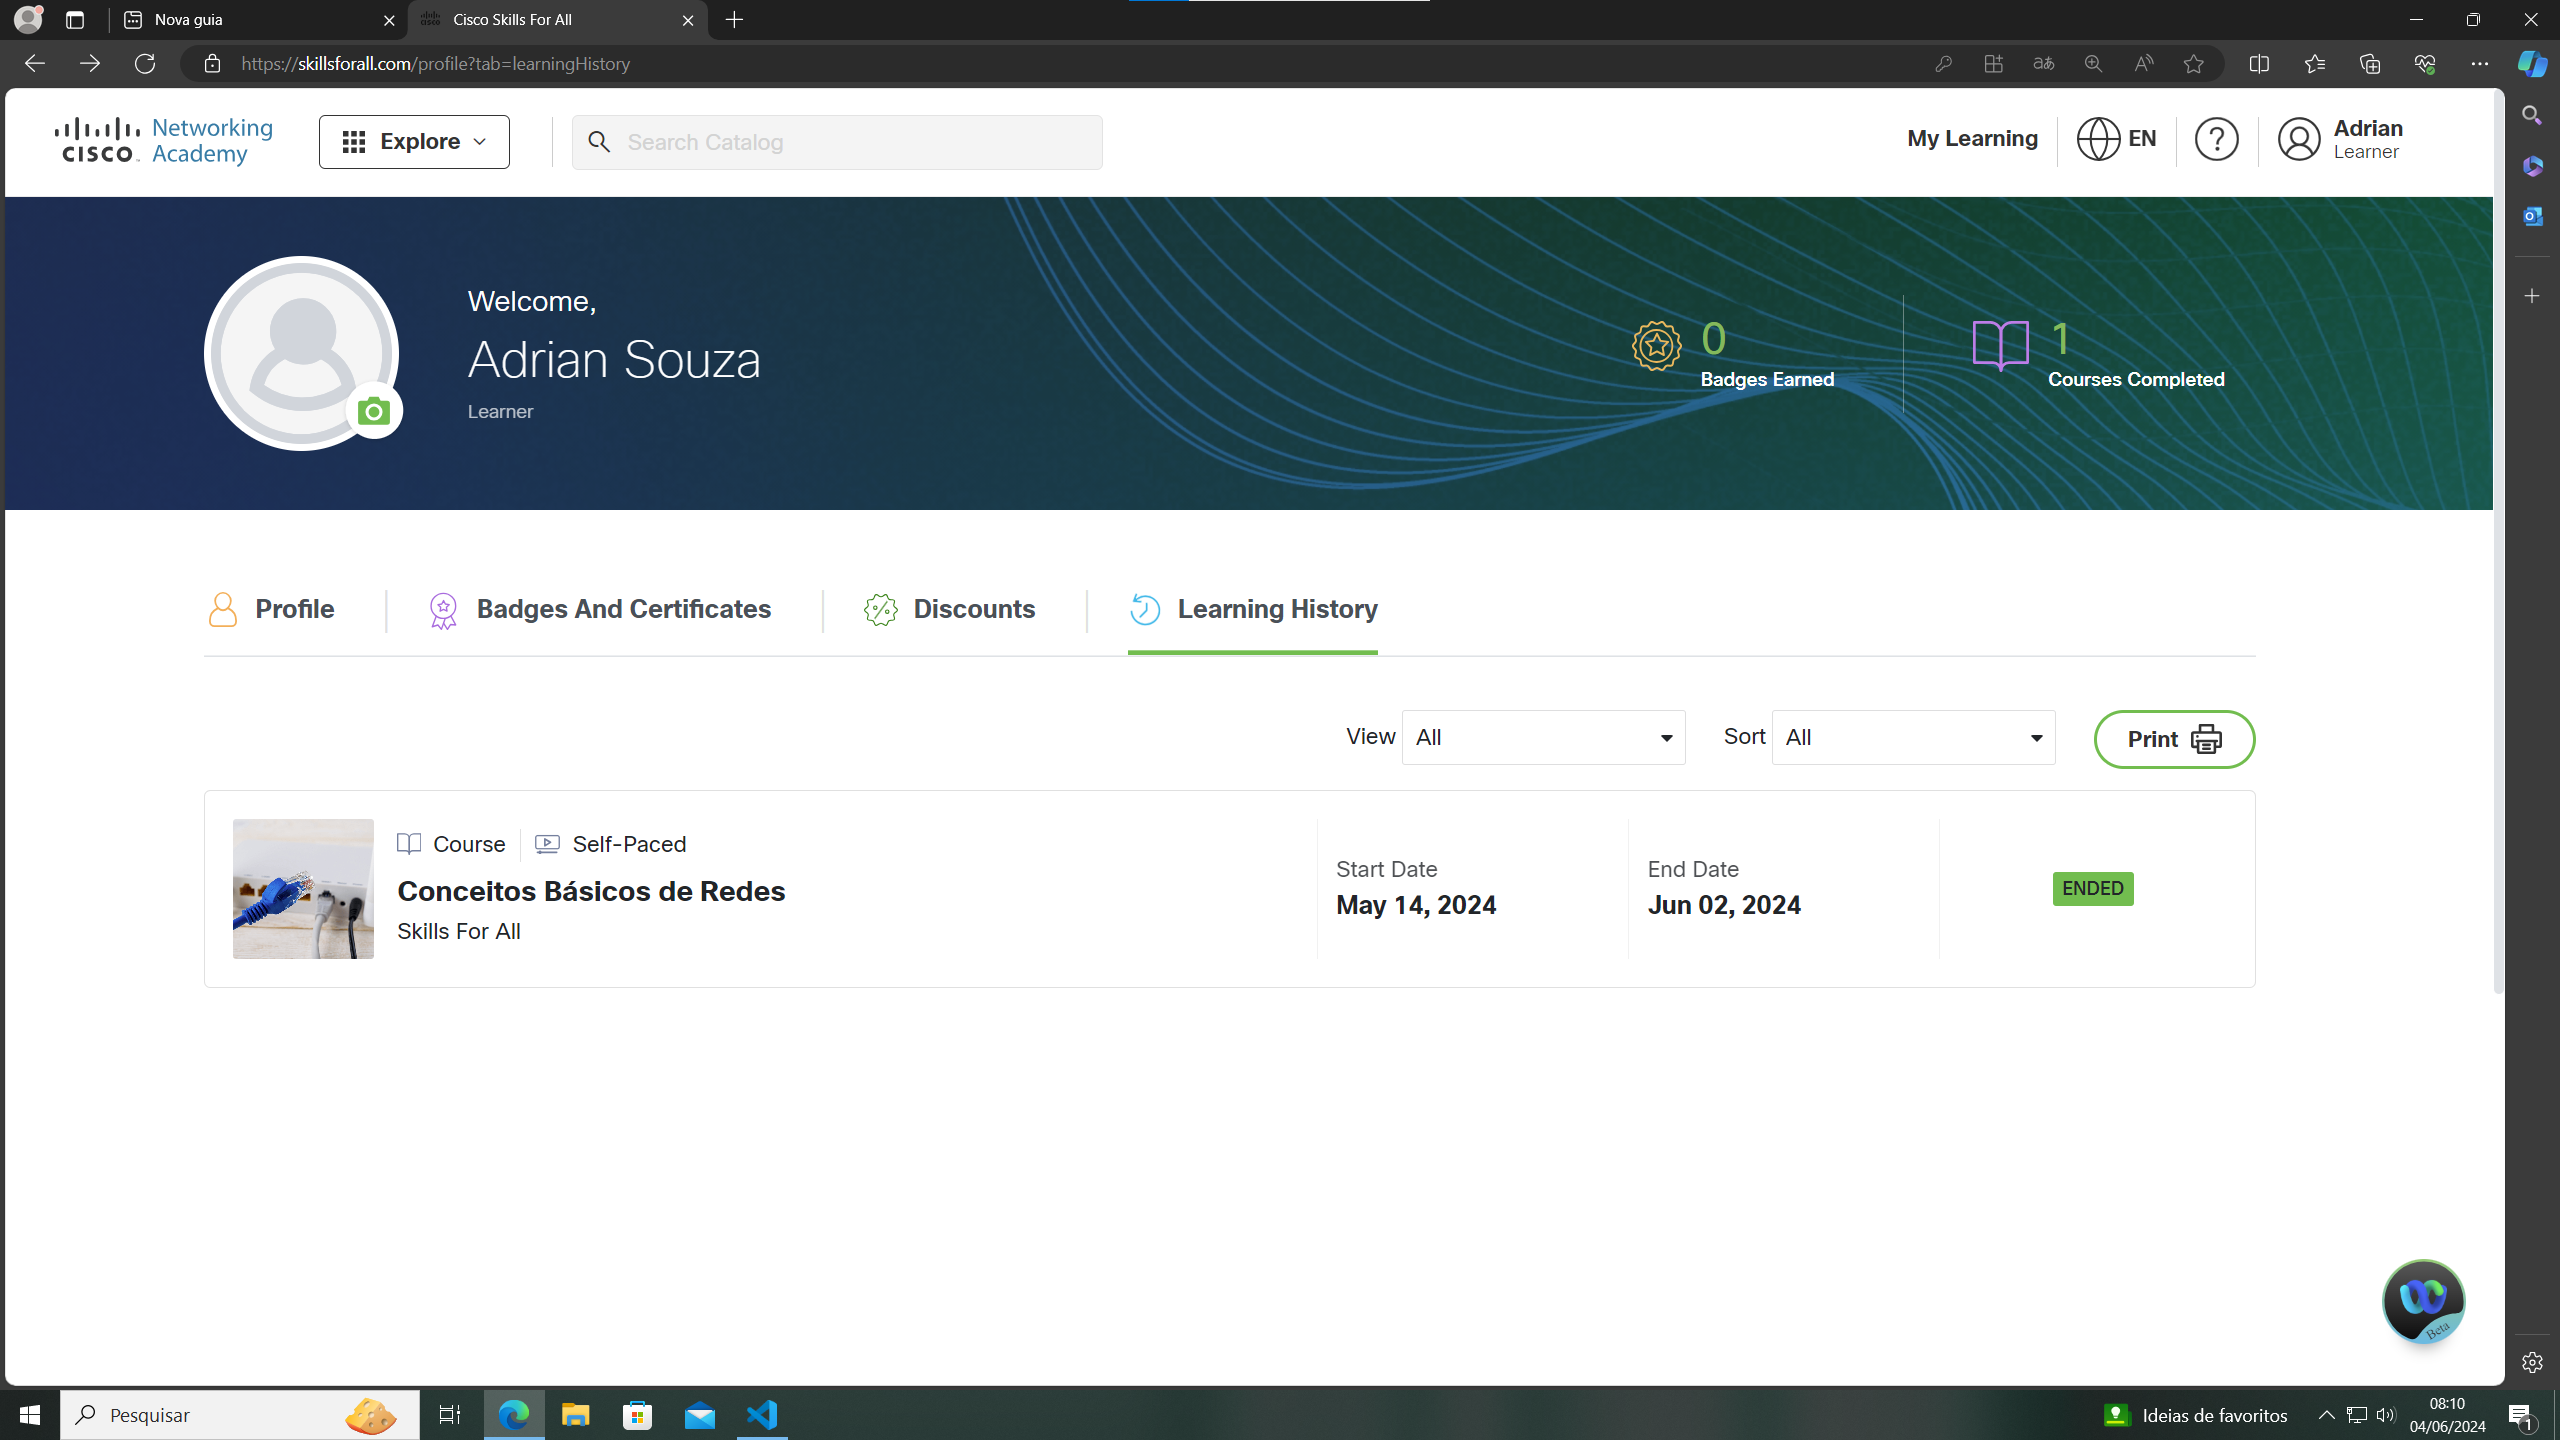 Nova guia
Cisco Skills For All
https://skillsforall.com/profile?tab=learningHistory
CISCO Networking Academy
Explore
Search Catalog
My Learning
EN
Adrian
Learner
Welcome,
Adrian Souza
Learner
0
Badges Earned
1
Courses Completed
Profile
Badges And Certificates
Discounts
Learning History
View All
Sort All
Print
Course
Self-Paced
Conceitos Básicos de Redes
Skills For All
Start Date
May 14, 2024
End Date
Jun 02, 2024
ENDED
Beta
Pesquisar
Ideias de favoritos
08:10
04/06/2024
1